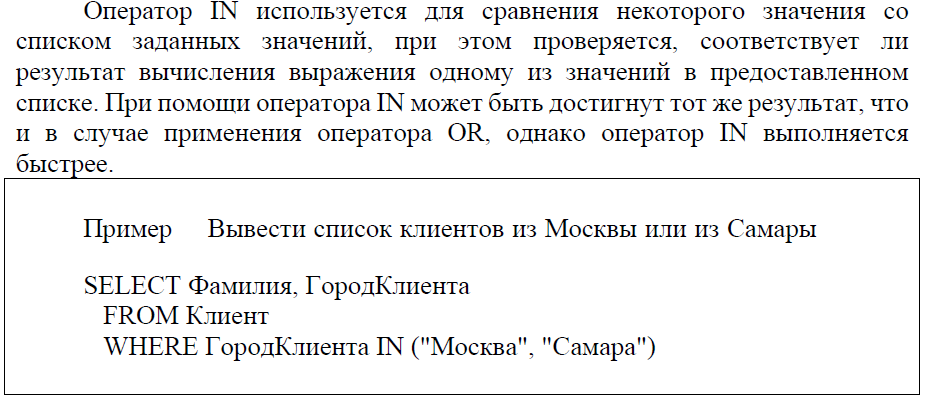 Оператор IN используется для сравнения некоторого значения со
списком заданных значений, при этом проверяется, соответствует ли
результат вычисления выражения одному из значений в предоставленном
списке. При помощи оператора IN может быть достигнут тот же результат, что
и в случае применения оператора OR, однако оператор IN выполняется
быстрее.
Пример Вывести список клиентов из Москвы или из Самары
SELECT Фамилия, ГородКлиента
FROM Клиент
WHERE ГородКлиента IN ("Москва", "Самара")